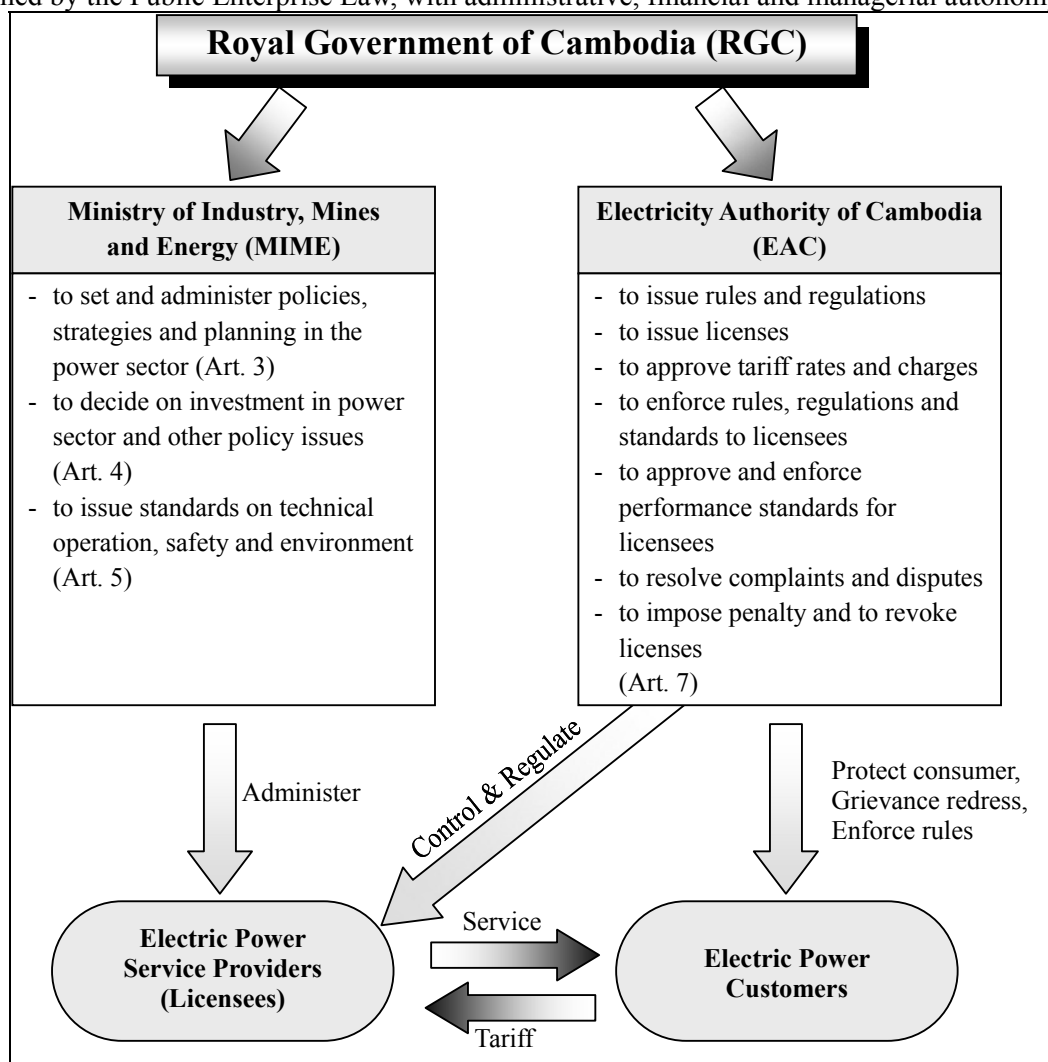 ned by the Public Enterprise Law, with administrative, financial and managerial autonom
Royal Government of Cambodia (RGC)
Ministry of Industry, Mines
and Energy (MIME)
- to set and administer policies,
strategies and planning in the
power sector (Art. 3)
- to decide on investment in power
sector and other policy issues
(Art. 4)
- to issue standards on technical
operation, safety and environment
(Art. 5)
Electricity Authority of Cambodia
(EAC)
- to issue rules and regulations
- to issue licenses
- to approve tariff rates and charges
- to enforce rules, regulations and
standards to licensees
- to approve and enforce
performance standards for
licensees
- to resolve complaints and disputes
- to impose penalty and to revoke
licenses
(Art. 7)
Administer
Control & Regulate
Protect consumer,
Grievance redress,
Enforce rules
Electric Power
Service Providers
(Licensees)
Service
Tariff
Electric Power
Customers